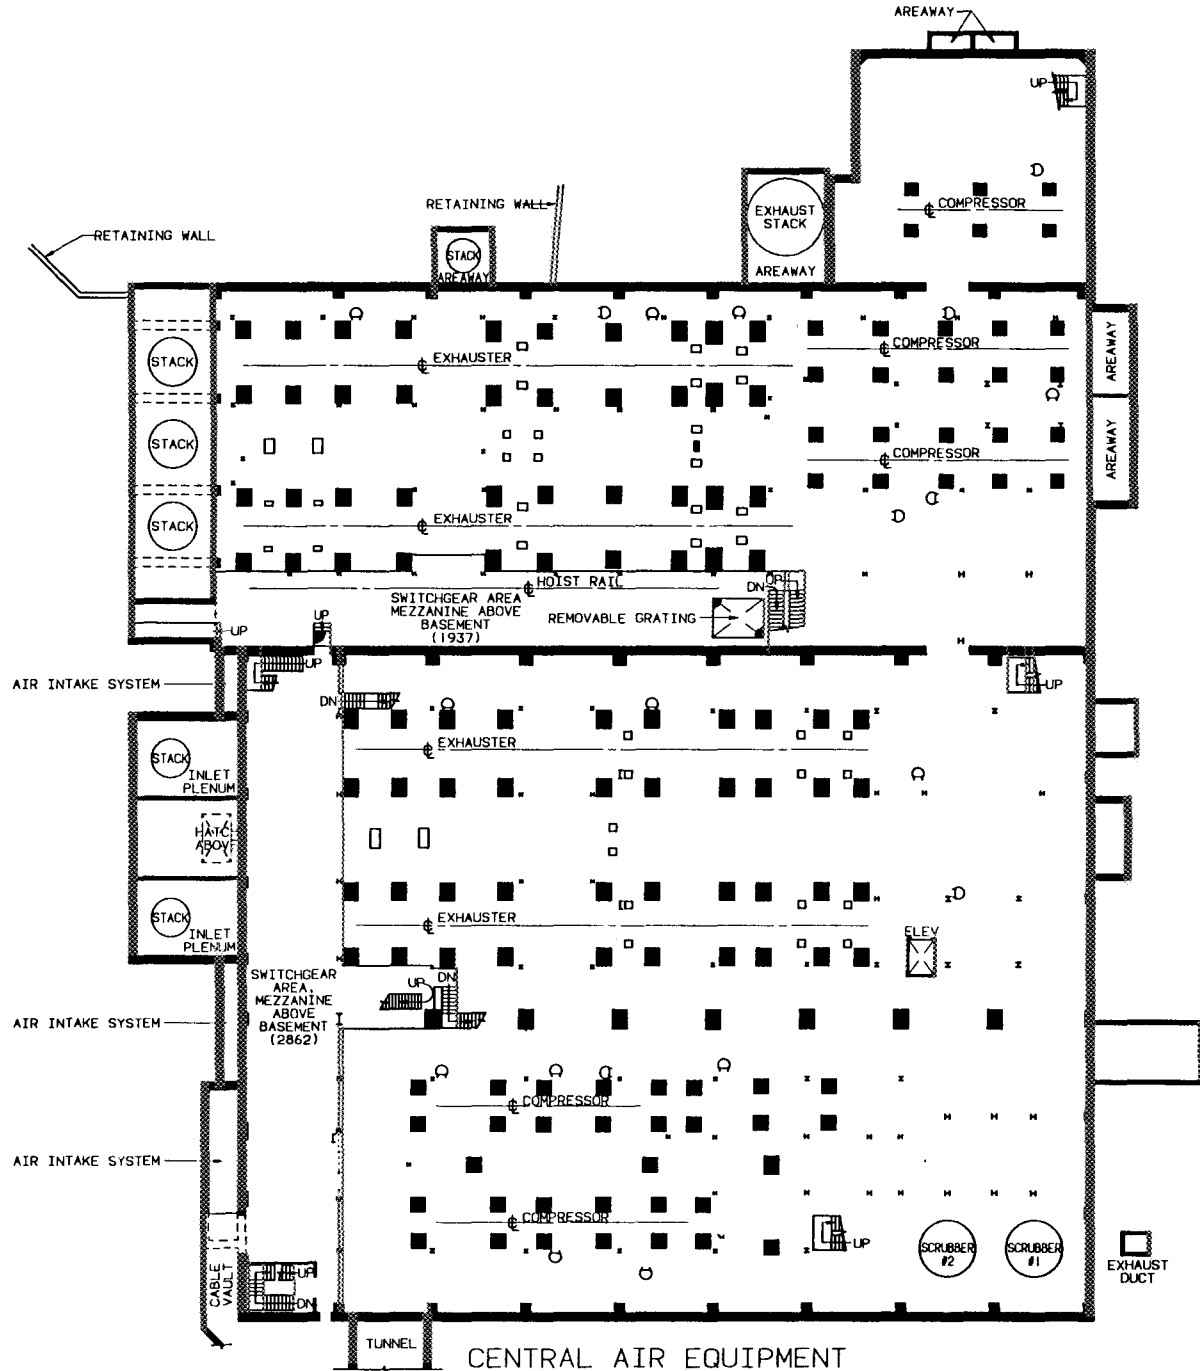 AREAWAY
UP
RETAINING WALL
EXHAUST
STACK
COMPRESSOR
RETAINING WALL
STACK
AREAWAY
AREAWAY
STACK
EXHAUSTER
COMPRESSOR
AREAWAY
STACK
COMPRESSOR
AREAWAY
STACK
EXHAUSTER
HOIST RAIL
UP
DN
SWITCHGEAR AREA
MEZZANINE ABOVE
BASEMENT
(1937)
REMOVABLE GRATING
UP
UP
UP
AIR INTAKE SYSTEM
UP
DN
EXHAUSTER
STACK
INLET
PLENUM
HATC
ABOV
EXHAUSTER
STACK
INLET
PLENUM
ELEV
SWITCHGEAR
AREA,
MEZZANINE
ABOVE
BASEMENT
(2862)
UP
DN
AIR INTAKE SYSTEM
COMPRESSOR
AIR INTAKE SYSTEM
COMPRESSOR
UP
SCRUBBER
#2
SCRUBBER
#1
EXHAUST
DUCT
CABLE
VAULT
UP
DN
TUNNEL
CENTRAL AIR EQUIPMENT